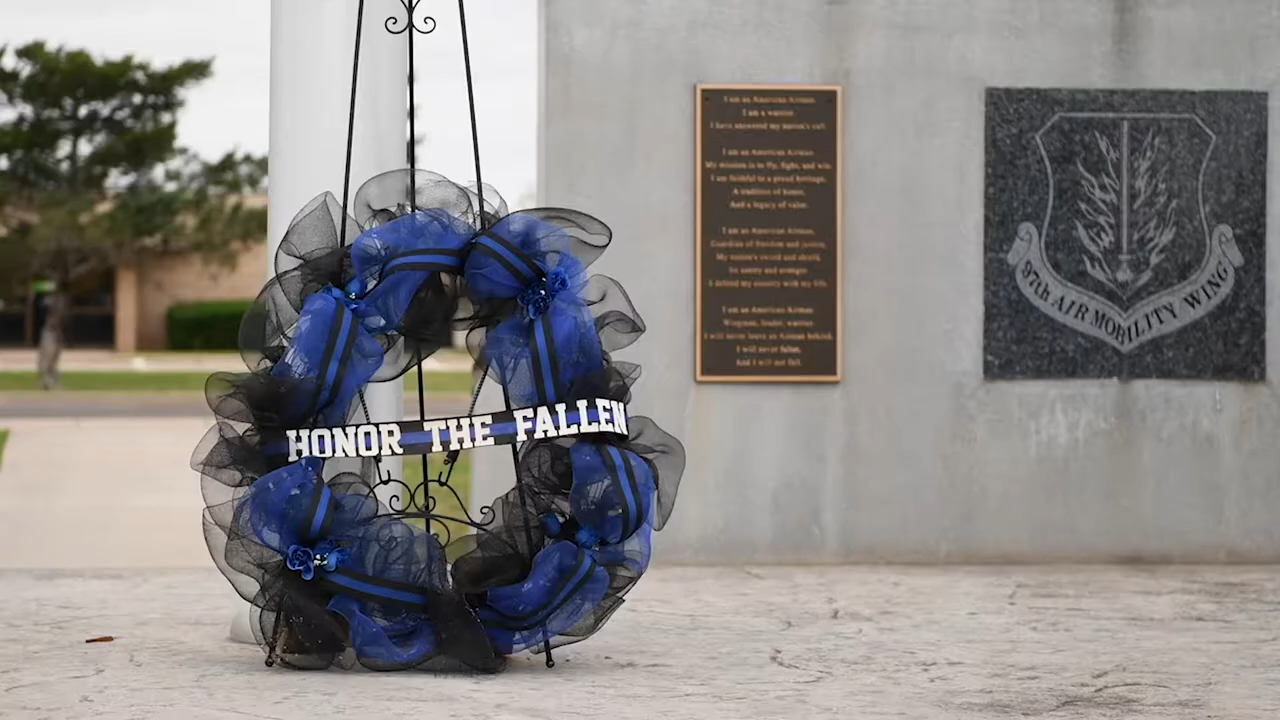 HONOR THE FALLEN
I am an American Airman.
I am a warrior.
I have answered my nation's call.
I am an American Airman.
My mission is to fly, fight, and win.
I am faithful to a proud heritage,
A tradition of honor,
And a legacy of valor.
I am an American Airman,
Guardian of freedom and justice,
My nation's sword and shield,
Its sentry and avenger.
I defend my country with my life.
I am an American Airman:
Wingman, leader, warrior.
I will never leave an Airman behind,
I will never falter,
And I will not fail.
97th AIR MOBILITY WING